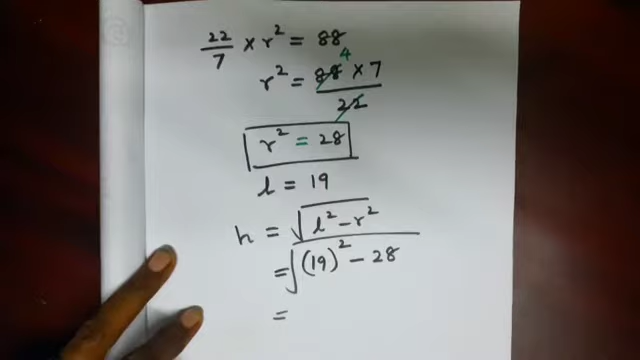 22/7 × r² = 88
r² = 88 × 7 / 22
4
r² = 28
l = 19
h = √(l² - r²)
= √((19)² - 28)
=